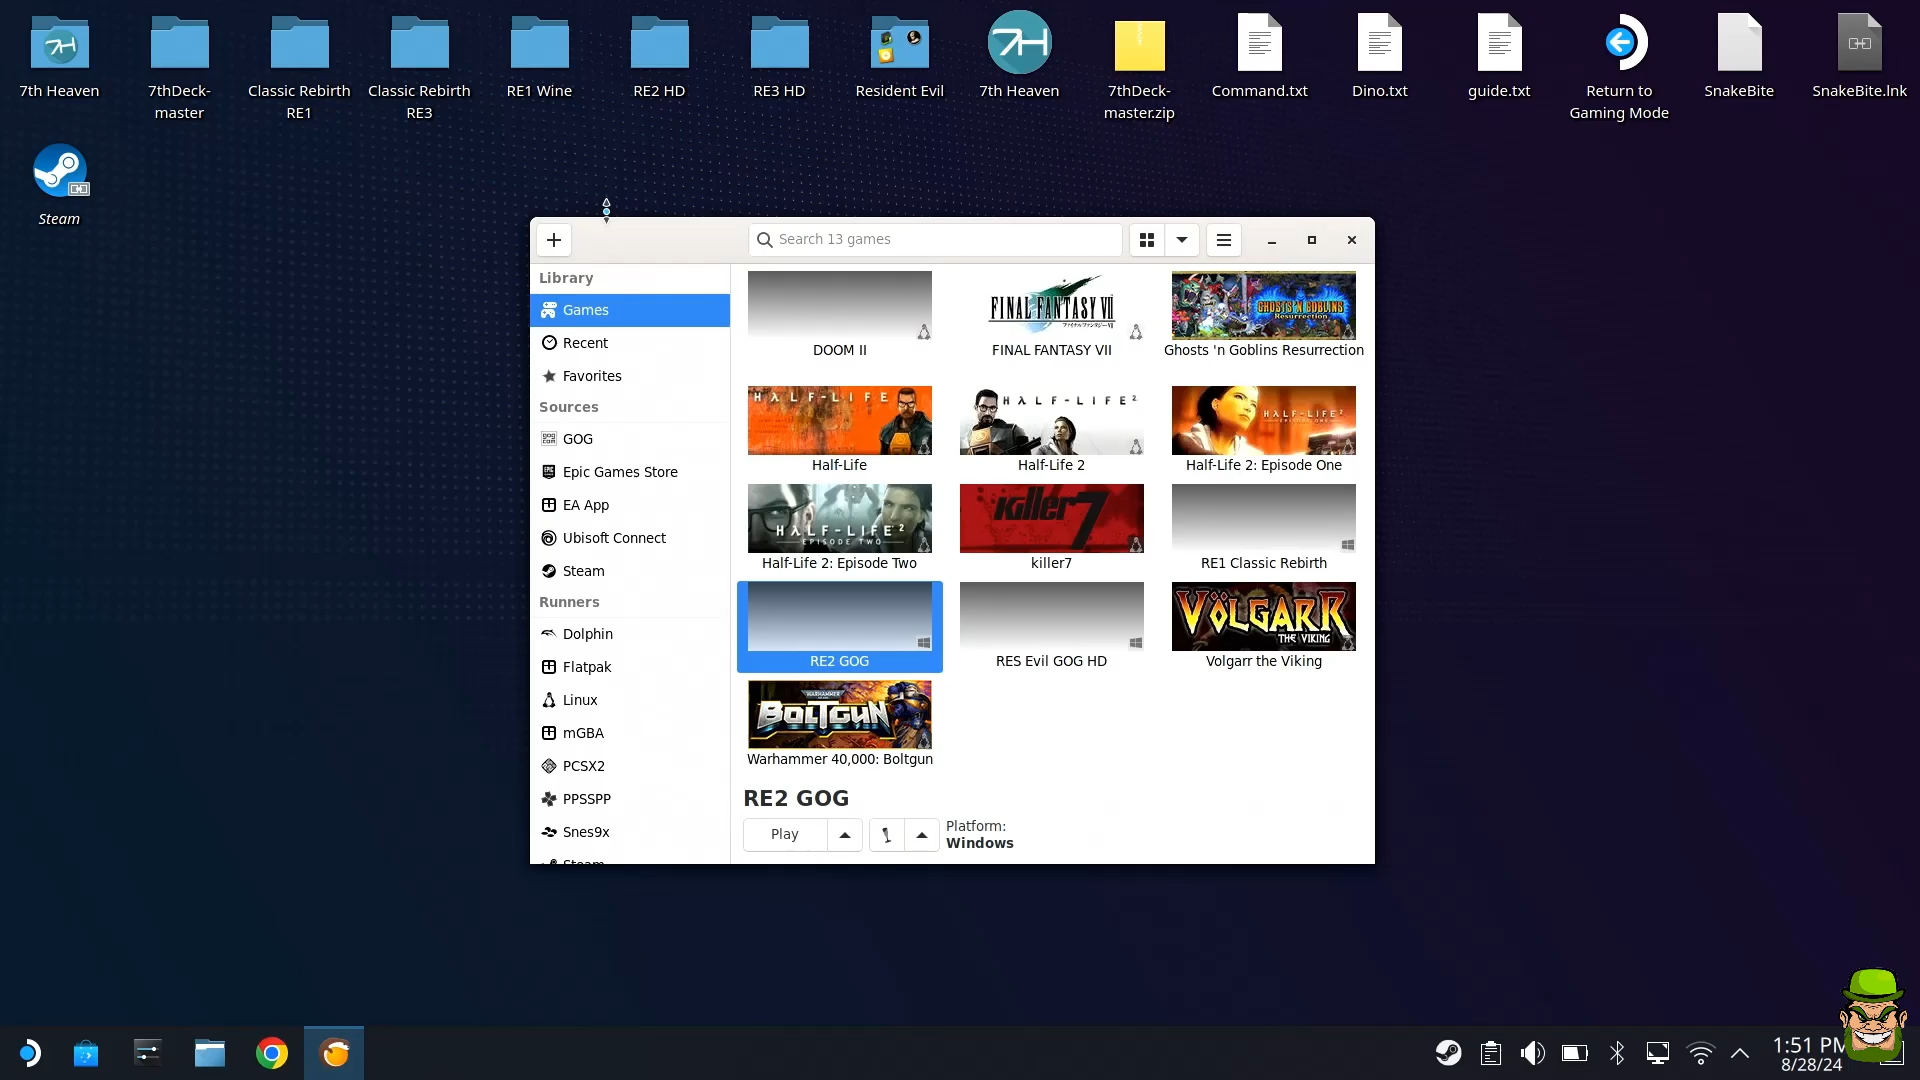 7th Heaven
7thDeck-
master
Classic Rebirth
RE1
Classic Rebirth
RE3
RE1 Wine
RE2 HD
RE3 HD
Resident Evil
7th Heaven
7thDeck-
master.zip
Command.txt
Dino.txt
guide.txt
Return to
Gaming Mode
SnakeBite
SnakeBite.lnk
Steam
Search 13 games
Library
Games
Recent
Favorites
Sources
GOG
Epic Games Store
EA App
Ubisoft Connect
Steam
Runners
Dolphin
Flatpak
Linux
mGBA
PCSX2
PPSSPP
Snes9x
Steam
DOOM II
FINAL FANTASY VII
FINAL FANTASY VII
GHOSTS 'N GOBLINS
Resurrection
Ghosts 'n Goblins Resurrection
HALF-LIFE
Half-Life
HALF-LIFE²
Half-Life 2
HALF-LIFE²
EPISODE ONE
Half-Life 2: Episode One
HALF-LIFE²
EPISODE TWO
Half-Life 2: Episode Two
killer7
killer7
RE1 Classic Rebirth
RE2 GOG
RES Evil GOG HD
VÖLGARR
THE VIKING
Volgarr the Viking
WARHAMMER
BOLTGUN
Warhammer 40,000: Boltgun
RE2 GOG
Play
Platform:
Windows
1:51 PM
8/28/24